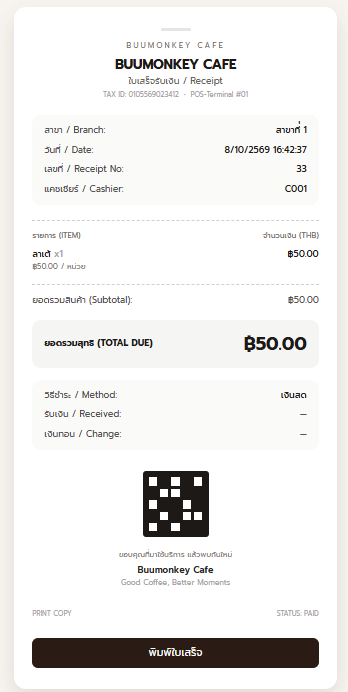 BUUMONKEY CAFE
BUUMONKEY CAFE
ใบเสร็จรับเงิน / Receipt
TAX ID: 0105569023412 • POS-Terminal #01
สาขา / Branch: สาขาที่ 1
วันที่ / Date: 8/10/2569 16:42:37
เลขที่ / Receipt No: 33
แคชเชียร์ / Cashier: C001
รายการ (ITEM) จำนวนเงิน (THB)
ลาเต้ x1 ฿50.00
฿50.00 / หน่วย
ยอดรวมสินค้า (Subtotal): ฿50.00
ยอดรวมสุทธิ (TOTAL DUE) ฿50.00
วิธีชำระ / Method: เงินสด
รับเงิน / Received: —
เงินทอน / Change: —
ขอบคุณที่มาใช้บริการ แล้วพบกันใหม่
Buumonkey Cafe
Good Coffee, Better Moments
PRINT COPY STATUS: PAID
พิมพ์ใบเสร็จ